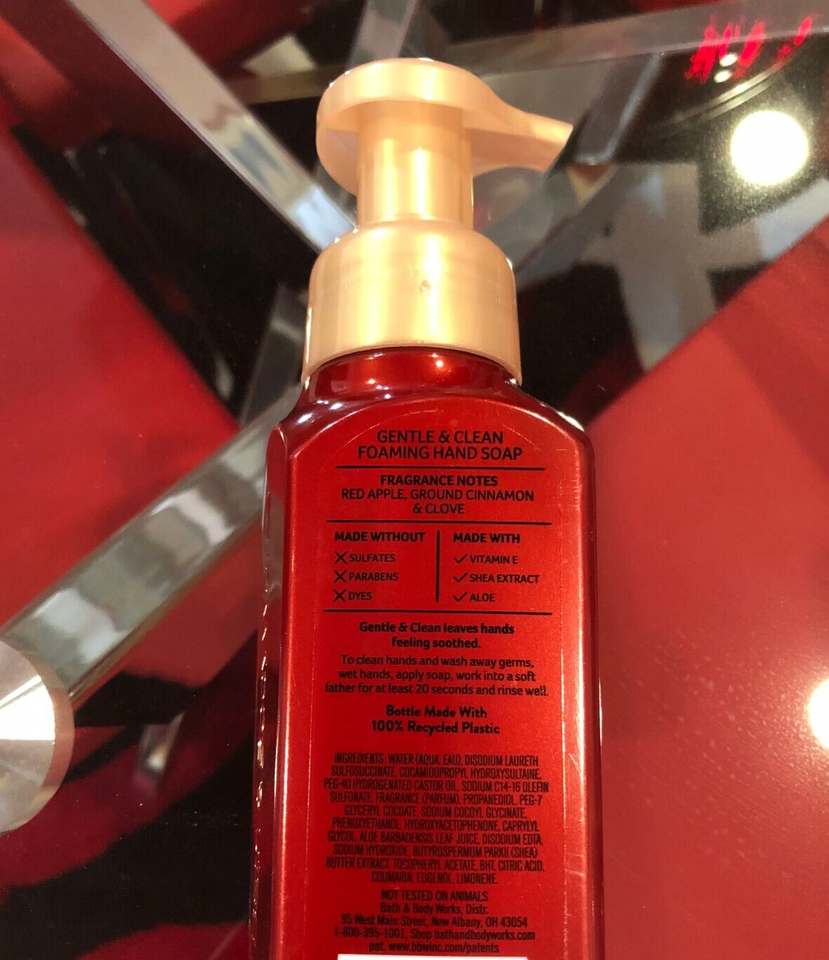 GENTLE & CLEAN
FOAMING HAND SOAP
FRAGRANCE NOTES
RED APPLE, GROUND CINNAMON
& CLOVE
MADE WITHOUT
SULFATES
PARABENS
DYES
MADE WITH
VITAMIN E
SHEA EXTRACT
ALOE
Gentle & Clean leaves hands
feeling soothed.
To clean hands and wash away germs,
wet hands, apply soap, work into a soft
lather for at least 20 seconds and rinse well.
Bottle Made With
100% Recycled Plastic
INGREDIENTS: WATER (AQUA, EAU), DISODIUM LAURETH
SULFOSUCCINATE, COCAMIDOPROPYL HYDROXYSULTAINE,
PEG-40 HYDROGENATED CASTOR OIL, SODIUM C14-16 OLEFIN
SULFONATE, FRAGRANCE (PARFUM), PROPANEDIOL, PEG-7
GLYCERYL COCOATE, SODIUM COCOYL GLYCINATE,
PHENOXYETHANOL, HYDROXYACETOPHENONE, CAPRYLYL
GLYCOL, ALOE BARBADENSIS LEAF JUICE, DISODIUM EDTA,
SODIUM HYDROXIDE, BUTYROSPERMUM PARKII (SHEA)
BUTTER EXTRACT, TOCOPHERYL ACETATE, BHT, CITRIC ACID,
COUMARIN, EUGENOL, LIMONENE.
NOT TESTED ON ANIMALS
Bath & Body Works, Distr.
95 West Main Street, New Albany, OH 43054
1-800-395-1001, Shop bathandbodyworks.com
pat. www.bbwinc.com/patents